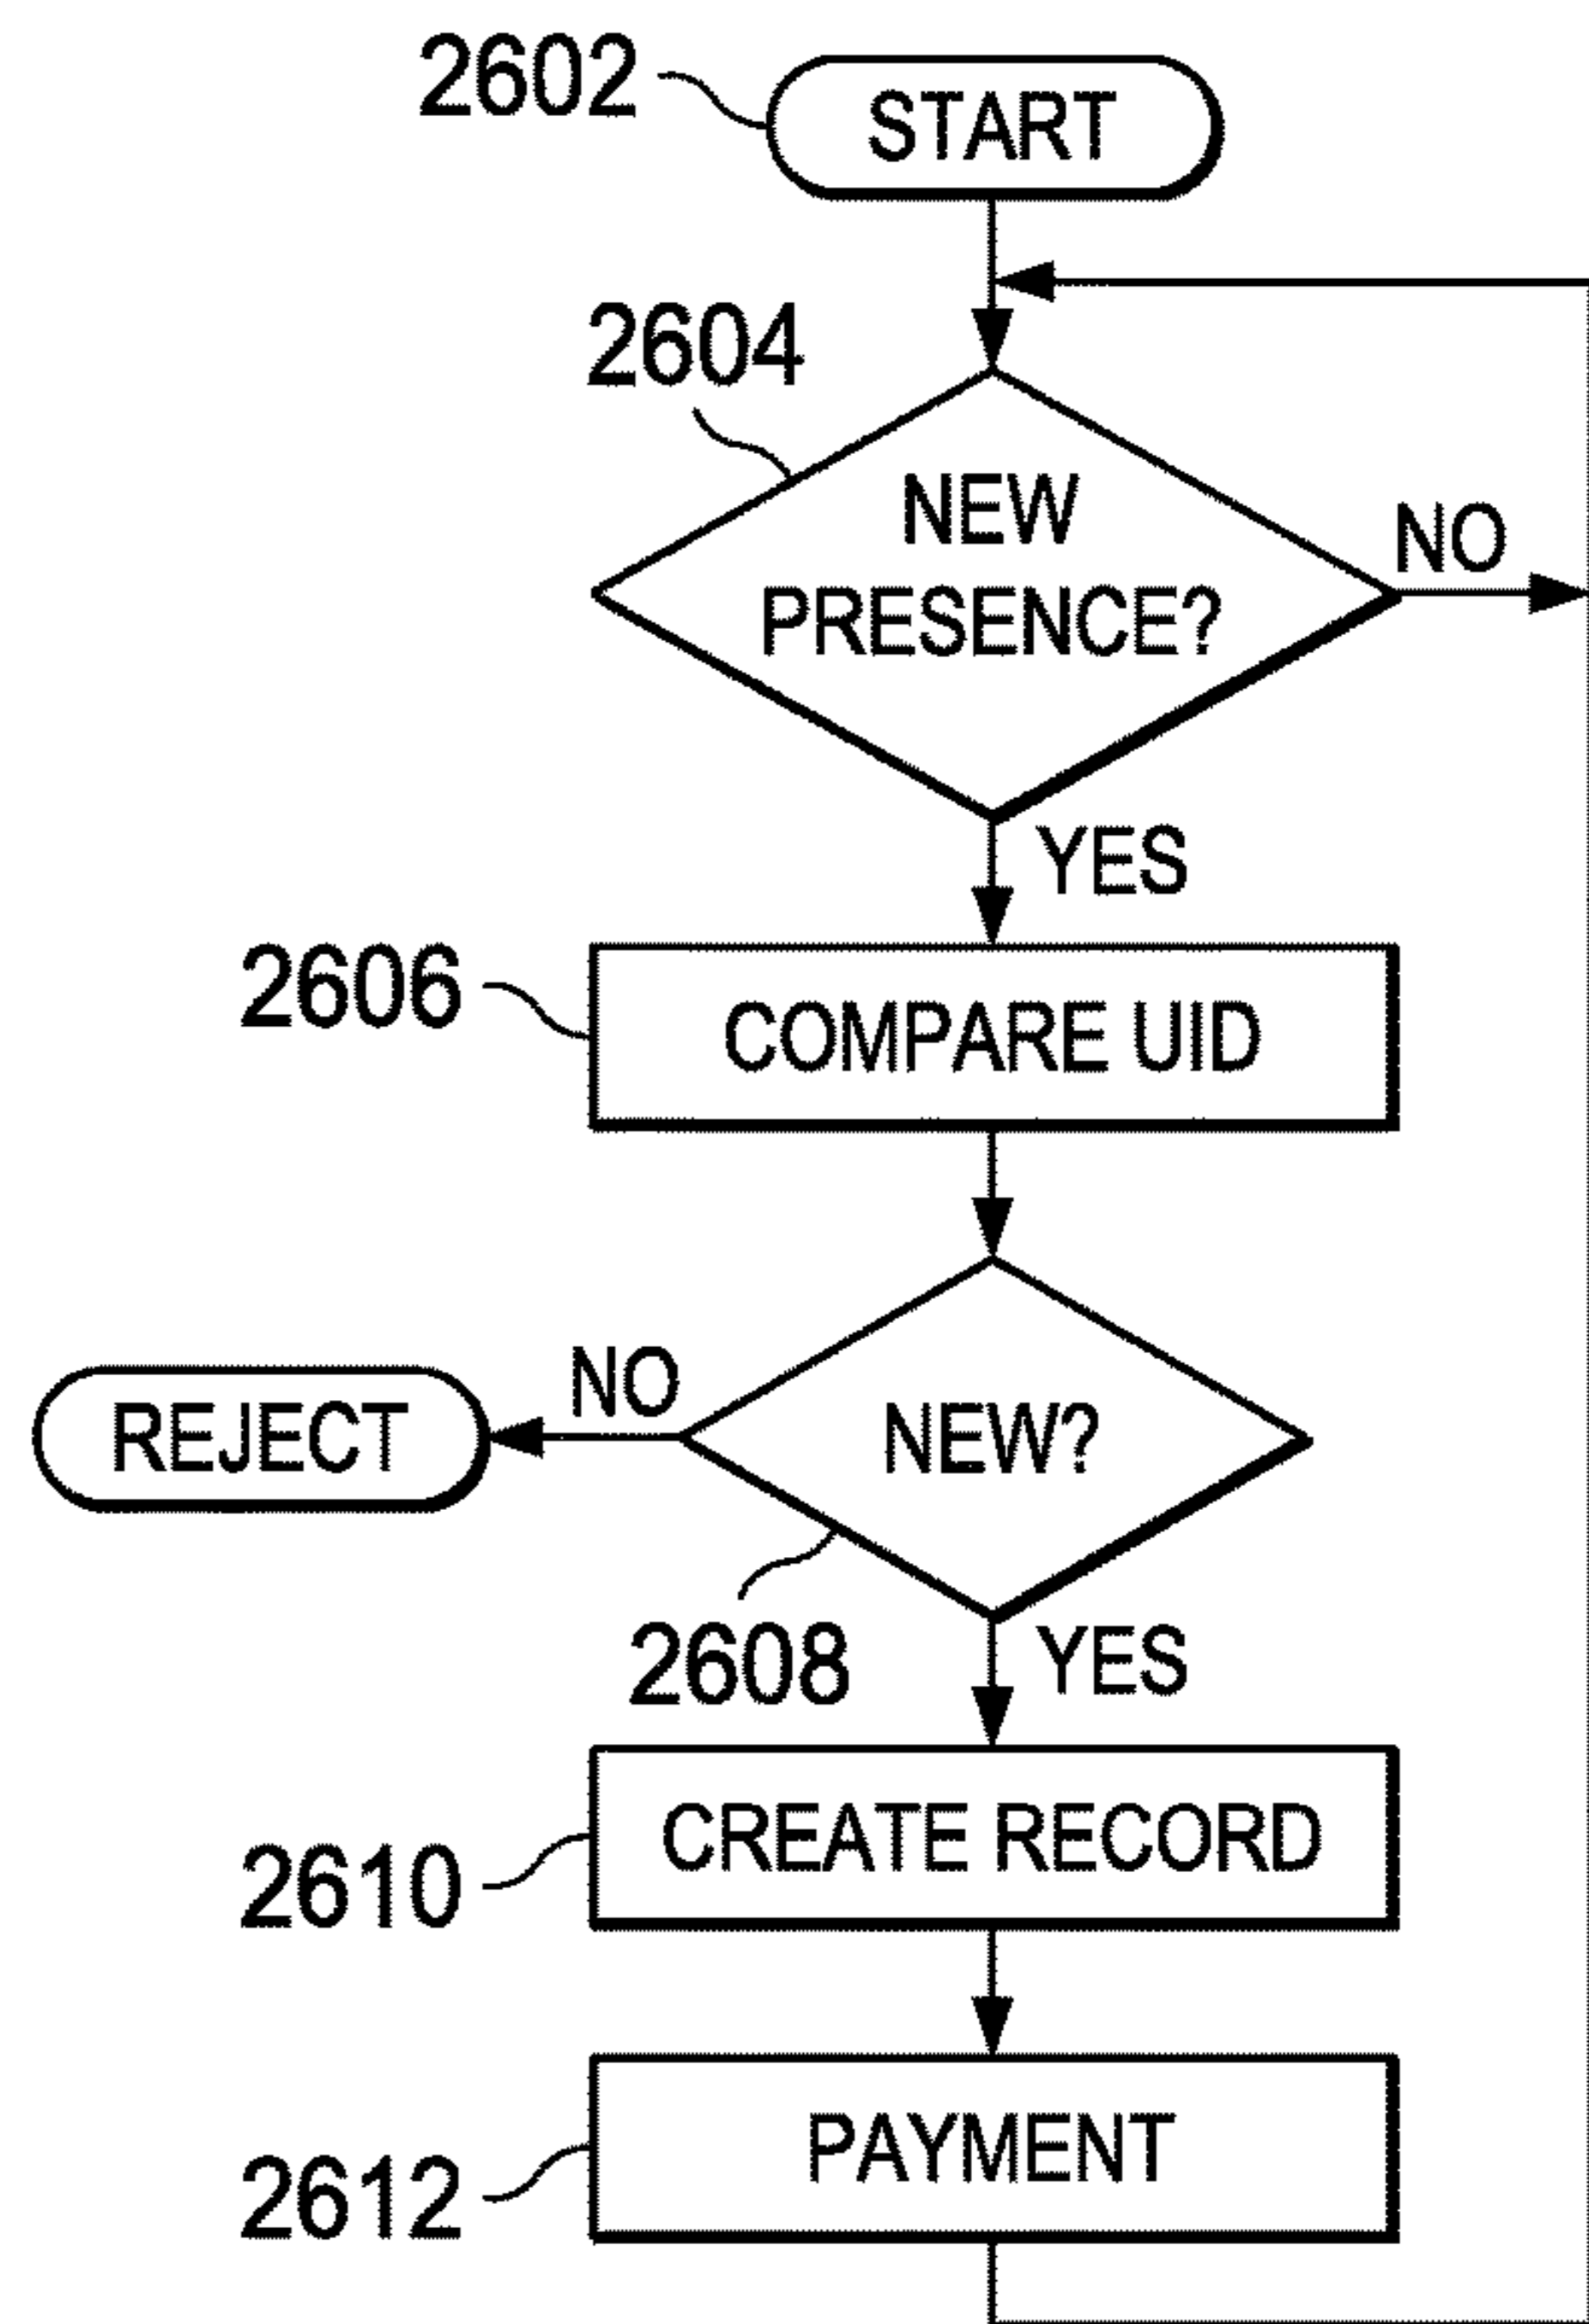 2602
START
2604
NEW
PRESENCE?
NO
YES
2606
COMPARE UID
NO
REJECT
NEW?
2608
YES
CREATE RECORD
2610
PAYMENT
2612